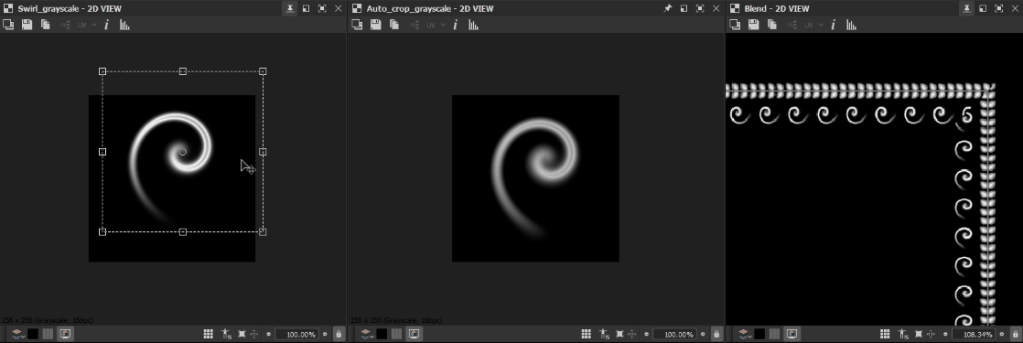 Swirl_grayscale - 2D VIEW
Auto_crop_grayscale - 2D VIEW
Blend - 2D VIEW
UV
i
UV
i
UV
i
256 x 256 (Grayscale, 16bpc)
256 x 256 (Grayscale, 16bpc)
100.00%
100.00%
108.34%